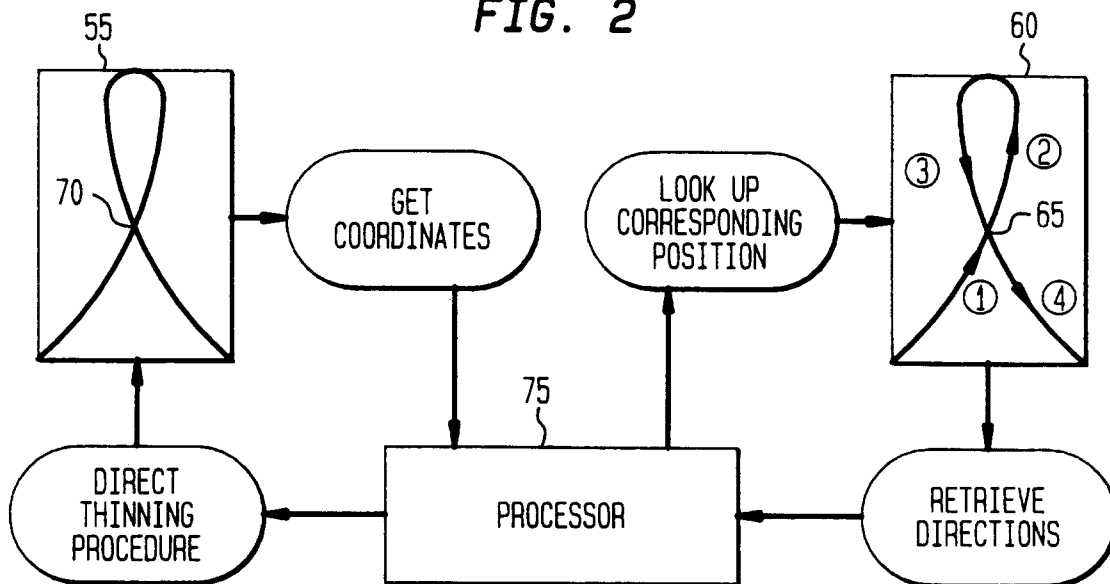 FIG. 2
55
60
70
GET
COORDINATES
LOOK UP
CORRESPONDING
POSITION
③
②
65
①
④
75
DIRECT
THINNING
PROCEDURE
PROCESSOR
RETRIEVE
DIRECTIONS